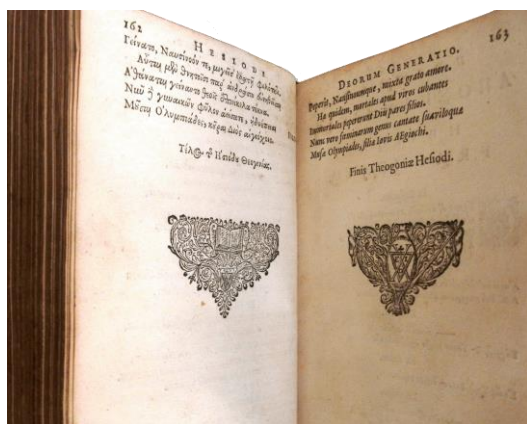 162 HESIODI
Γείνατο, Ναυσίνοόν τε, μιγεῖσ' ἐρατῇ φιλότητι.
Αὗται μὲν θνητοῖσι παρ' ἀνδράσιν εὐνηθεῖσαι
Ἀθάναται γείναντο θεοῖς ἐπιείκελα τέκνα.
Νῦν δὲ γυναικῶν φῦλον ἀείσατε, ἡδυέπειαι
Μοῦσαι Ὀλυμπιάδες, κοῦραι Διὸς αἰγιόχοιο.
Τέλος τῆς Ἡσιόδου Θεογονίας.
DEORUM GENERATIO. 163
Peperit, Nausinoumque, mixta grato amore.
Hæ quidem, mortales apud viros cubantes
Immortales pepererunt Diis pares filios.
Nunc vero fœminarum genus cantate suaviloquæ
Musæ Olympiades, filiæ Iovis AEgiochi.
Finis Theogoniæ Hesiodi.